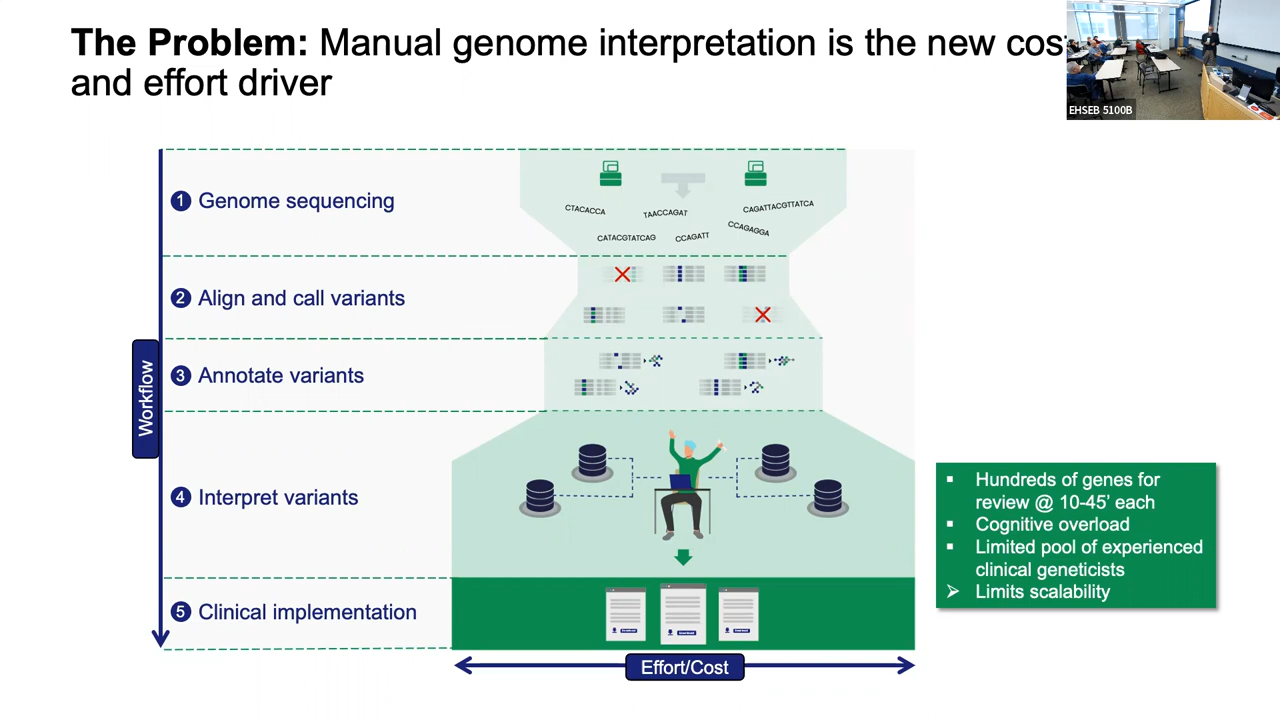 The Problem: Manual genome interpretation is the new cos
and effort driver
EHSEB 5100B
Workflow
1 Genome sequencing
CTACACCA
TAACCAGAT
CAGATTACGTTATCA
CATACGTATCAG
CCAGATT
CCAGAGGA
2 Align and call variants
3 Annotate variants
4 Interpret variants
5 Clinical implementation
Effort/Cost
▪ Hundreds of genes for
review @ 10-45’ each
▪ Cognitive overload
▪ Limited pool of experienced
clinical geneticists
➢ Limits scalability